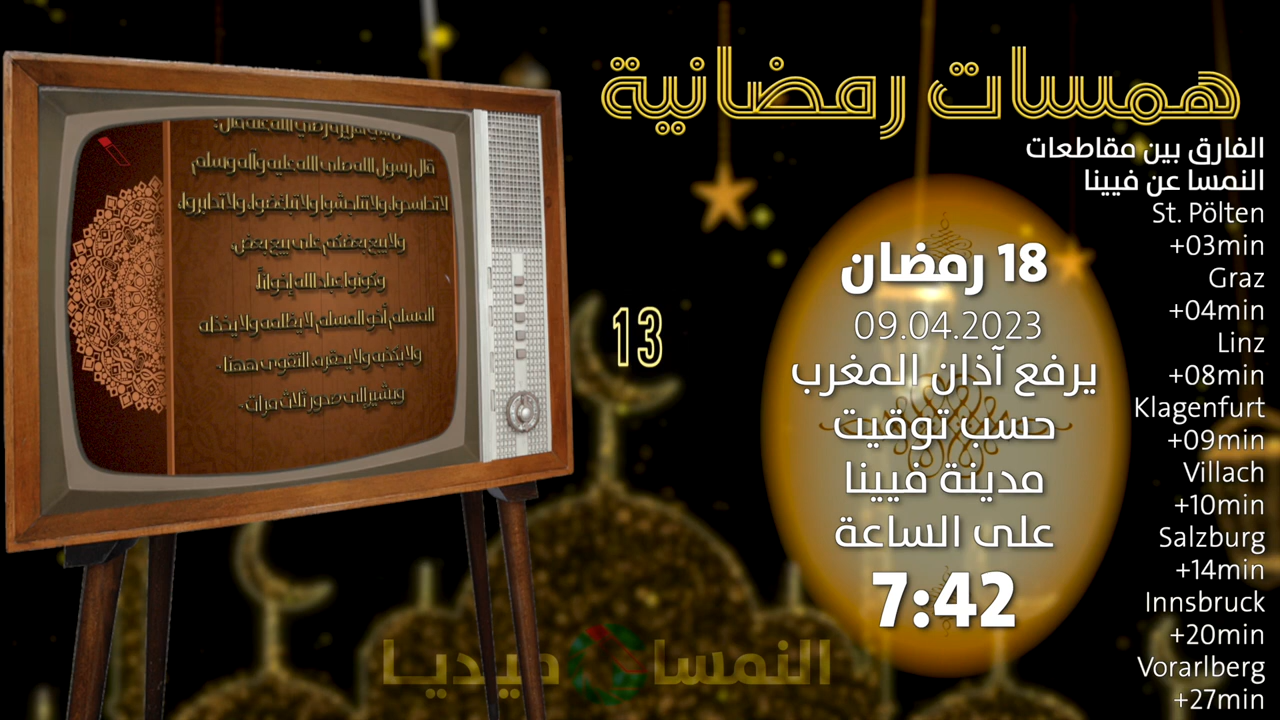 همسات رمضانية
قال رسول الله صلى الله عليه وآله وسلم
لا تحاسدوا، ولا تناجشوا، ولا تباغضوا، ولا تدابروا،
ولا يبع بعضكم على بيع بعض،
وكونوا عباد الله إخواناً،
المسلم أخو المسلم لا يظلمه ولا يخذله
ولا يكذبه ولا يحقره، التقوى ههنا -
ويشير إلى صدره ثلاث مرات-
13
18 رمضان
09.04.2023
يرفع آذان المغرب
حسب توقيت
مدينة فيينا
على الساعة
7:42
الفارق بين مقاطعات
النمسا عن فيينا
St. Pölten
+03min
Graz
+04min
Linz
+08min
Klagenfurt
+09min
Villach
+10min
Salzburg
+14min
Innsbruck
+20min
Vorarlberg
+27min
النمسا ميديا